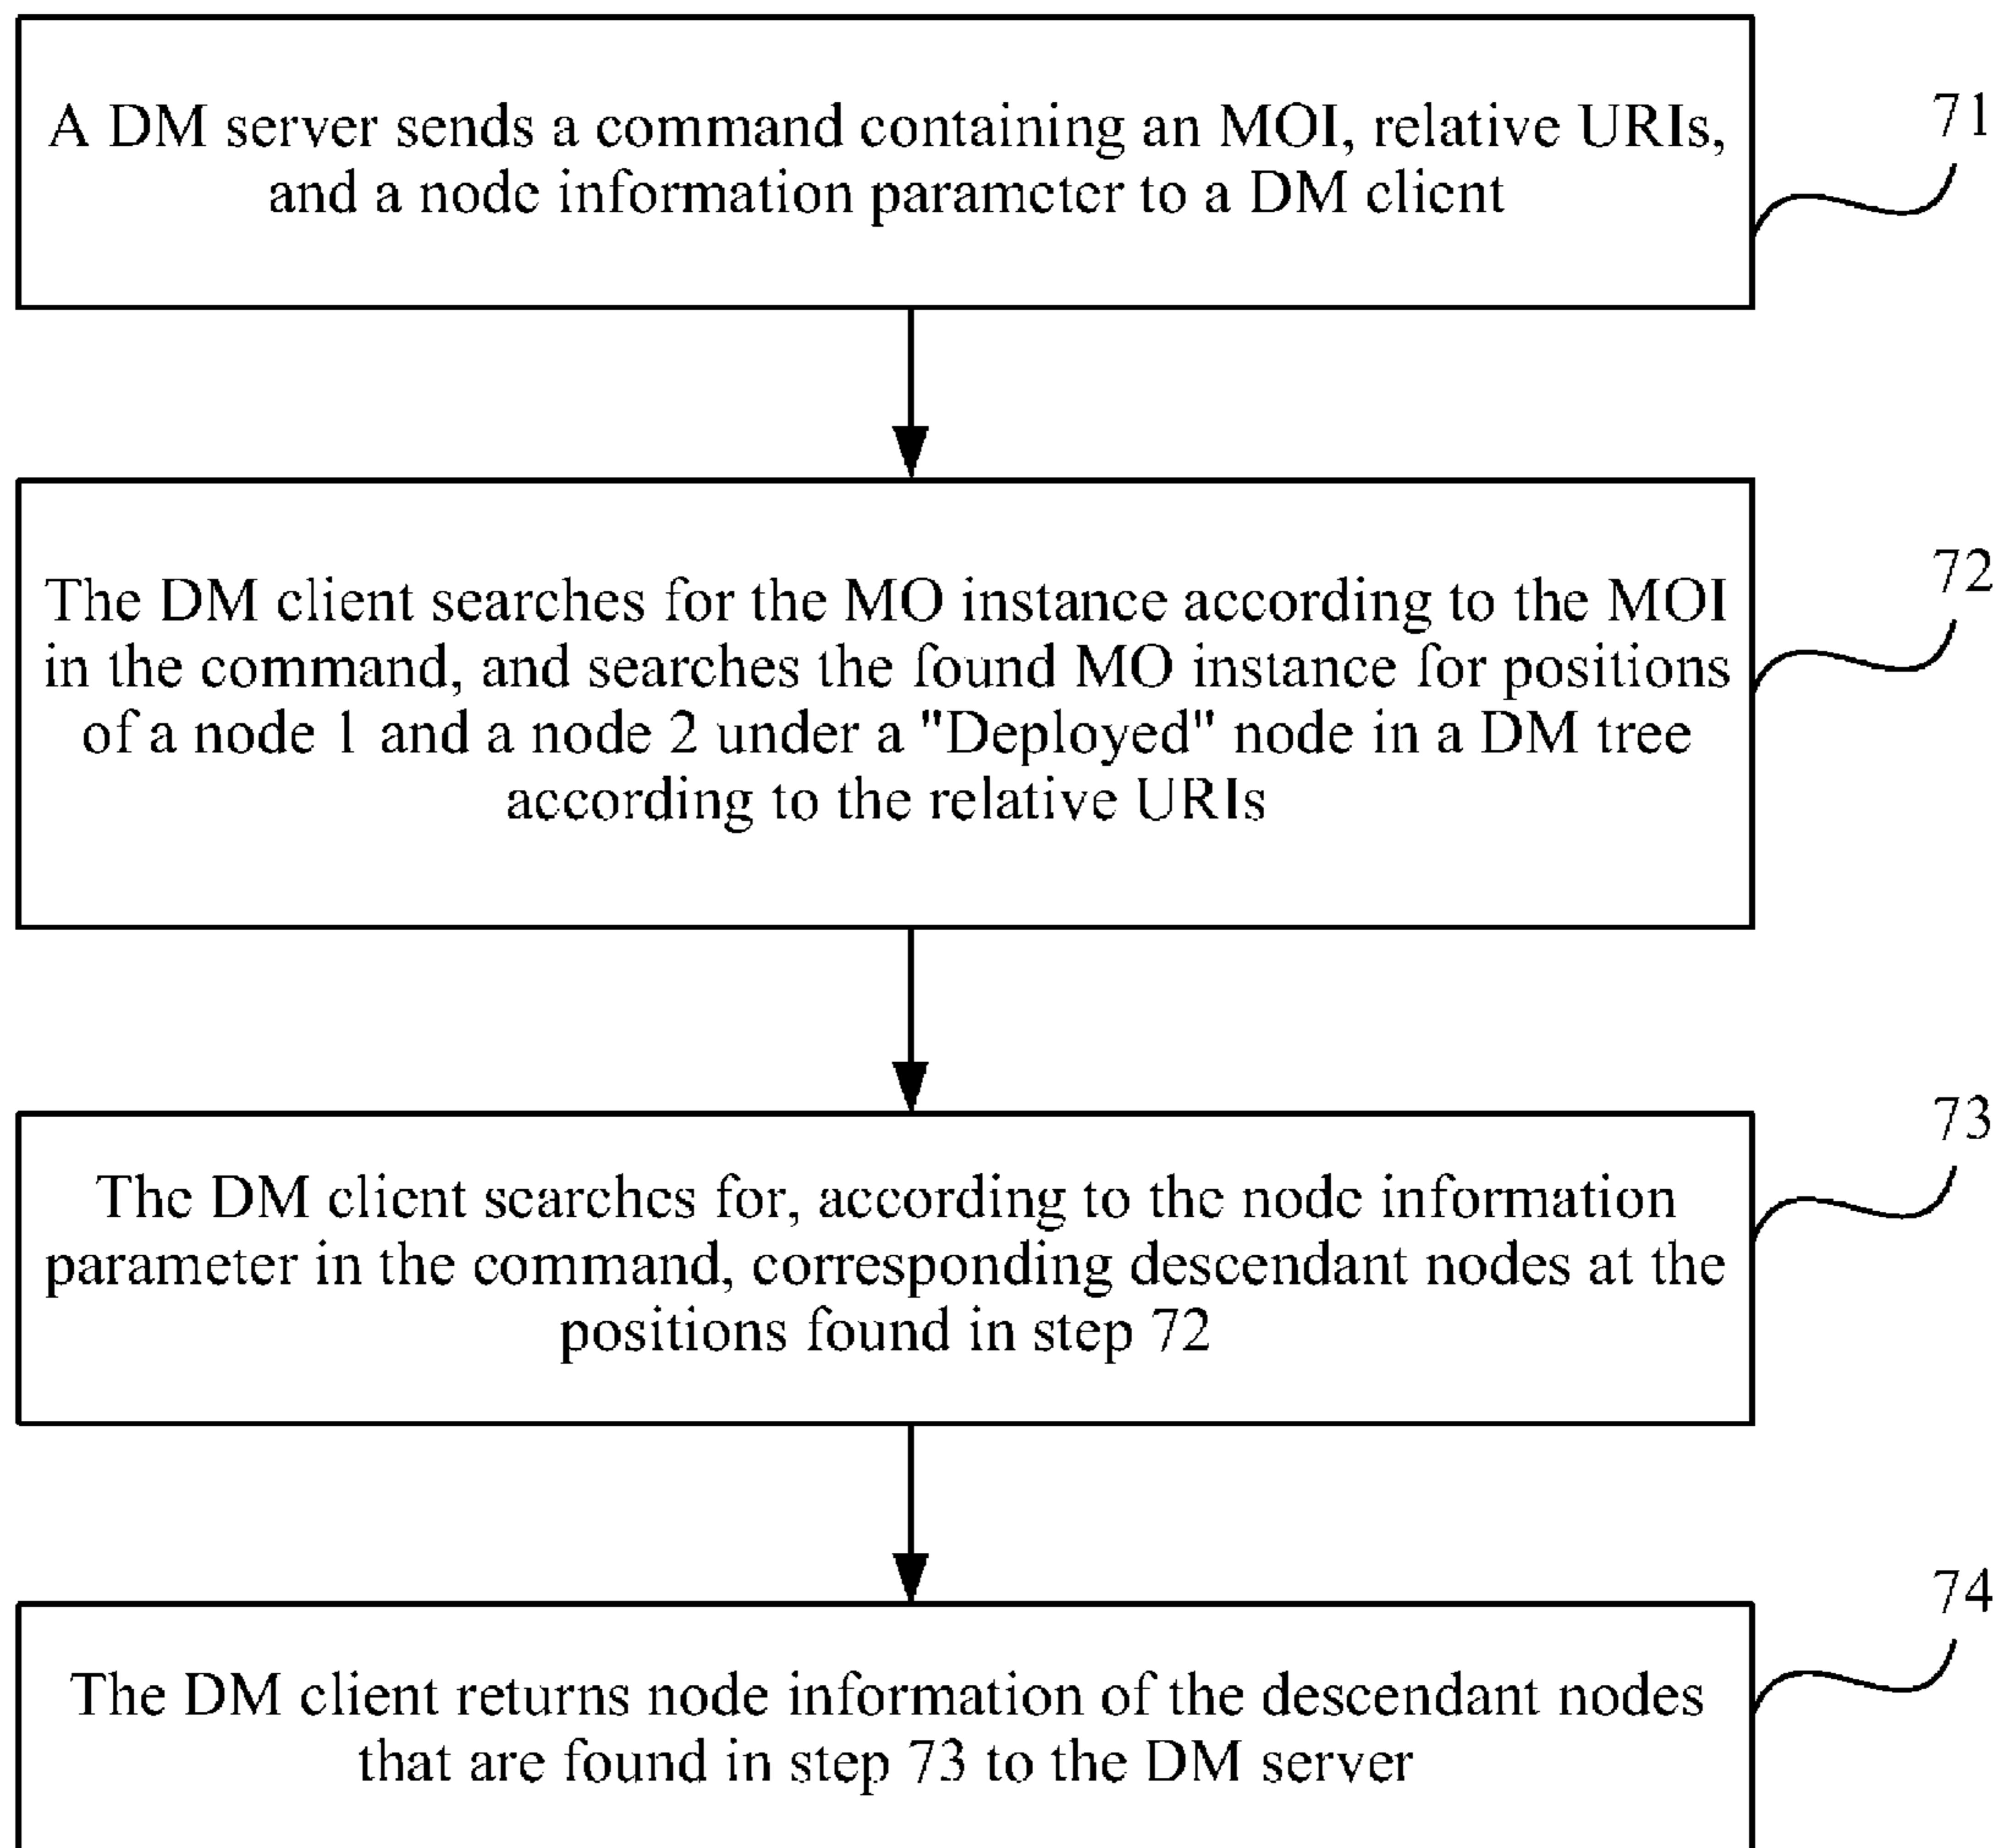 A DM server sends a command containing an MOI, relative URIs,
and a node information parameter to a DM client
71
The DM client searches for the MO instance according to the MOI
in the command, and searches the found MO instance for positions
of a node 1 and a node 2 under a "Deployed" node in a DM tree
according to the relative URIs
72
The DM client searches for, according to the node information
parameter in the command, corresponding descendant nodes at the
positions found in step 72
73
The DM client returns node information of the descendant nodes
that are found in step 73 to the DM server
74